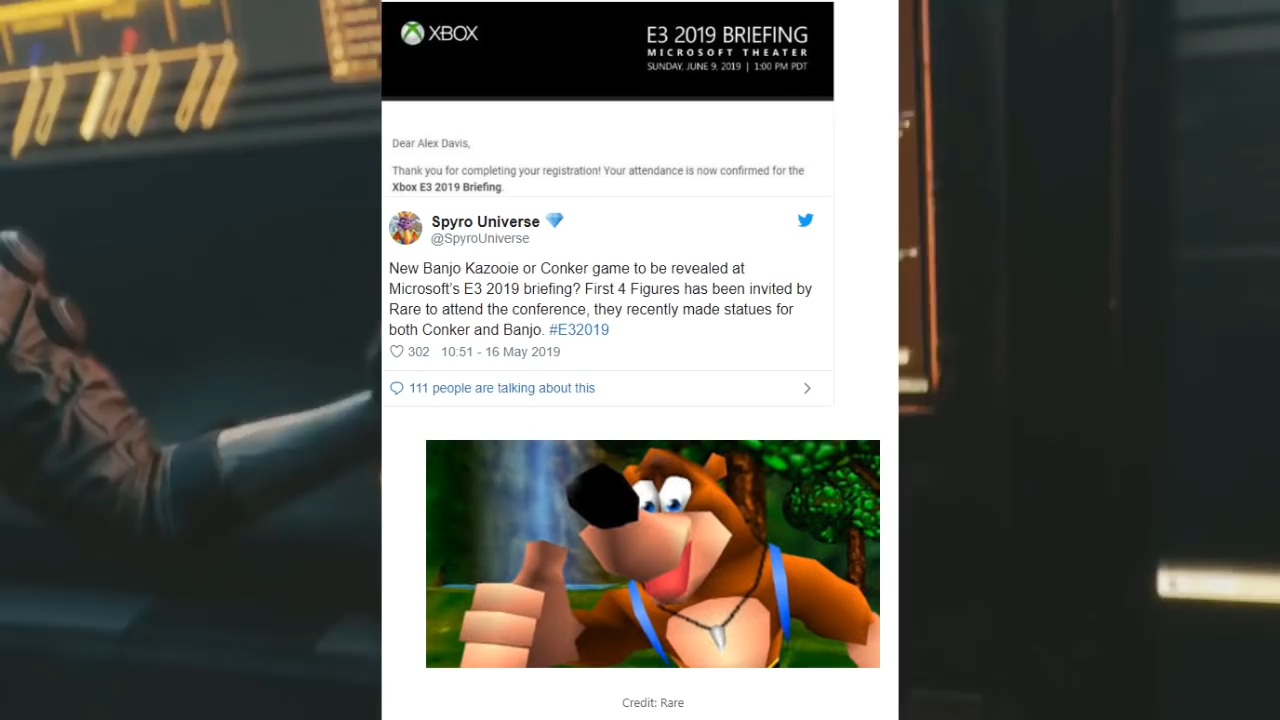 XBOX
E3 2019 BRIEFING
MICROSOFT THEATER
SUNDAY, JUNE 9, 2019 | 1:00 PM PDT
Dear Alex Davis,
Thank you for completing your registration! Your attendance is now confirmed for the
Xbox E3 2019 Briefing.
Spyro Universe
@SpyroUniverse
New Banjo Kazooie or Conker game to be revealed at
Microsoft's E3 2019 briefing? First 4 Figures has been invited by
Rare to attend the conference, they recently made statues for
both Conker and Banjo. #E32019
302 10:51 - 16 May 2019
111 people are talking about this
Credit: Rare